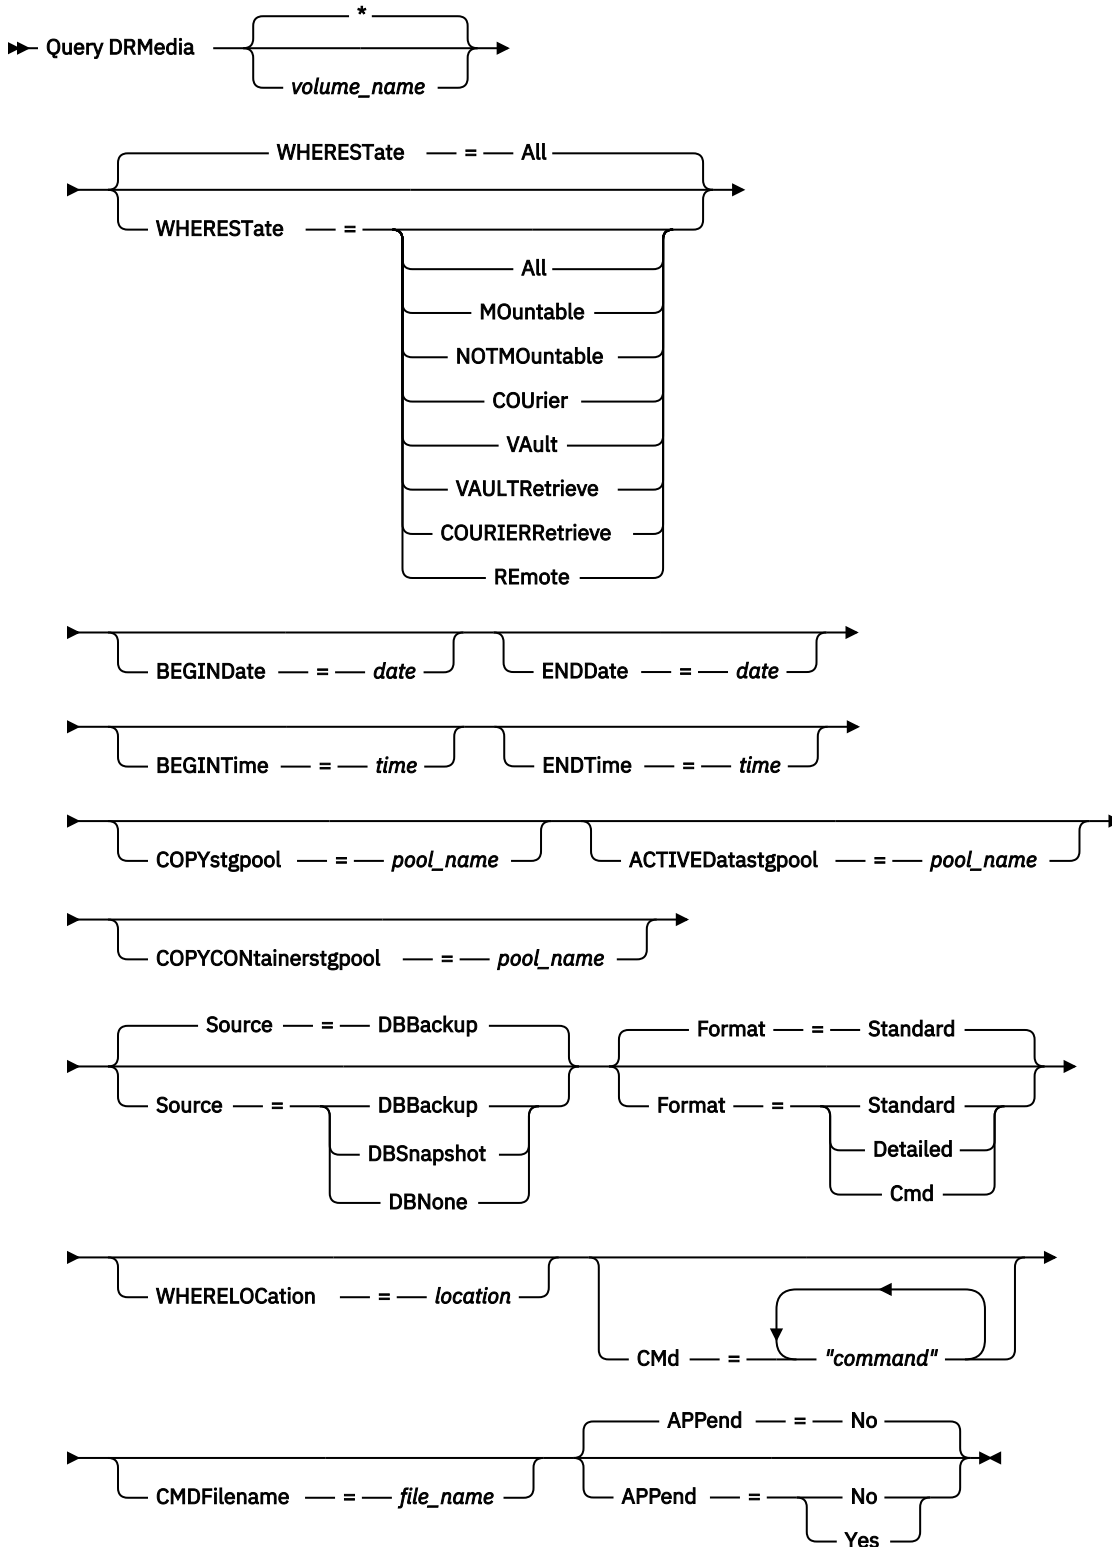 *
Query DRMedia
volume_name
WHERESTate = All
WHERESTate =
All
MOuntable
NOTMOuntable
COUrier
VAult
VAULTRetrieve
COURIERRetrieve
REmote
BEGINDate = date ENDDate = date
BEGINTime = time ENDTime = time
COPYstgpool = pool_name ACTIVEDatastgpool = pool_name
COPYCONtainerstgpool = pool_name
Source = DBBackup Format = Standard
Source = DBBackup Format = Standard
DBSnapshot Detailed
DBNone Cmd
WHERELOCation = location
CMd = "command"
APPend = No
CMDFilename = file_name APPend = No
Yes